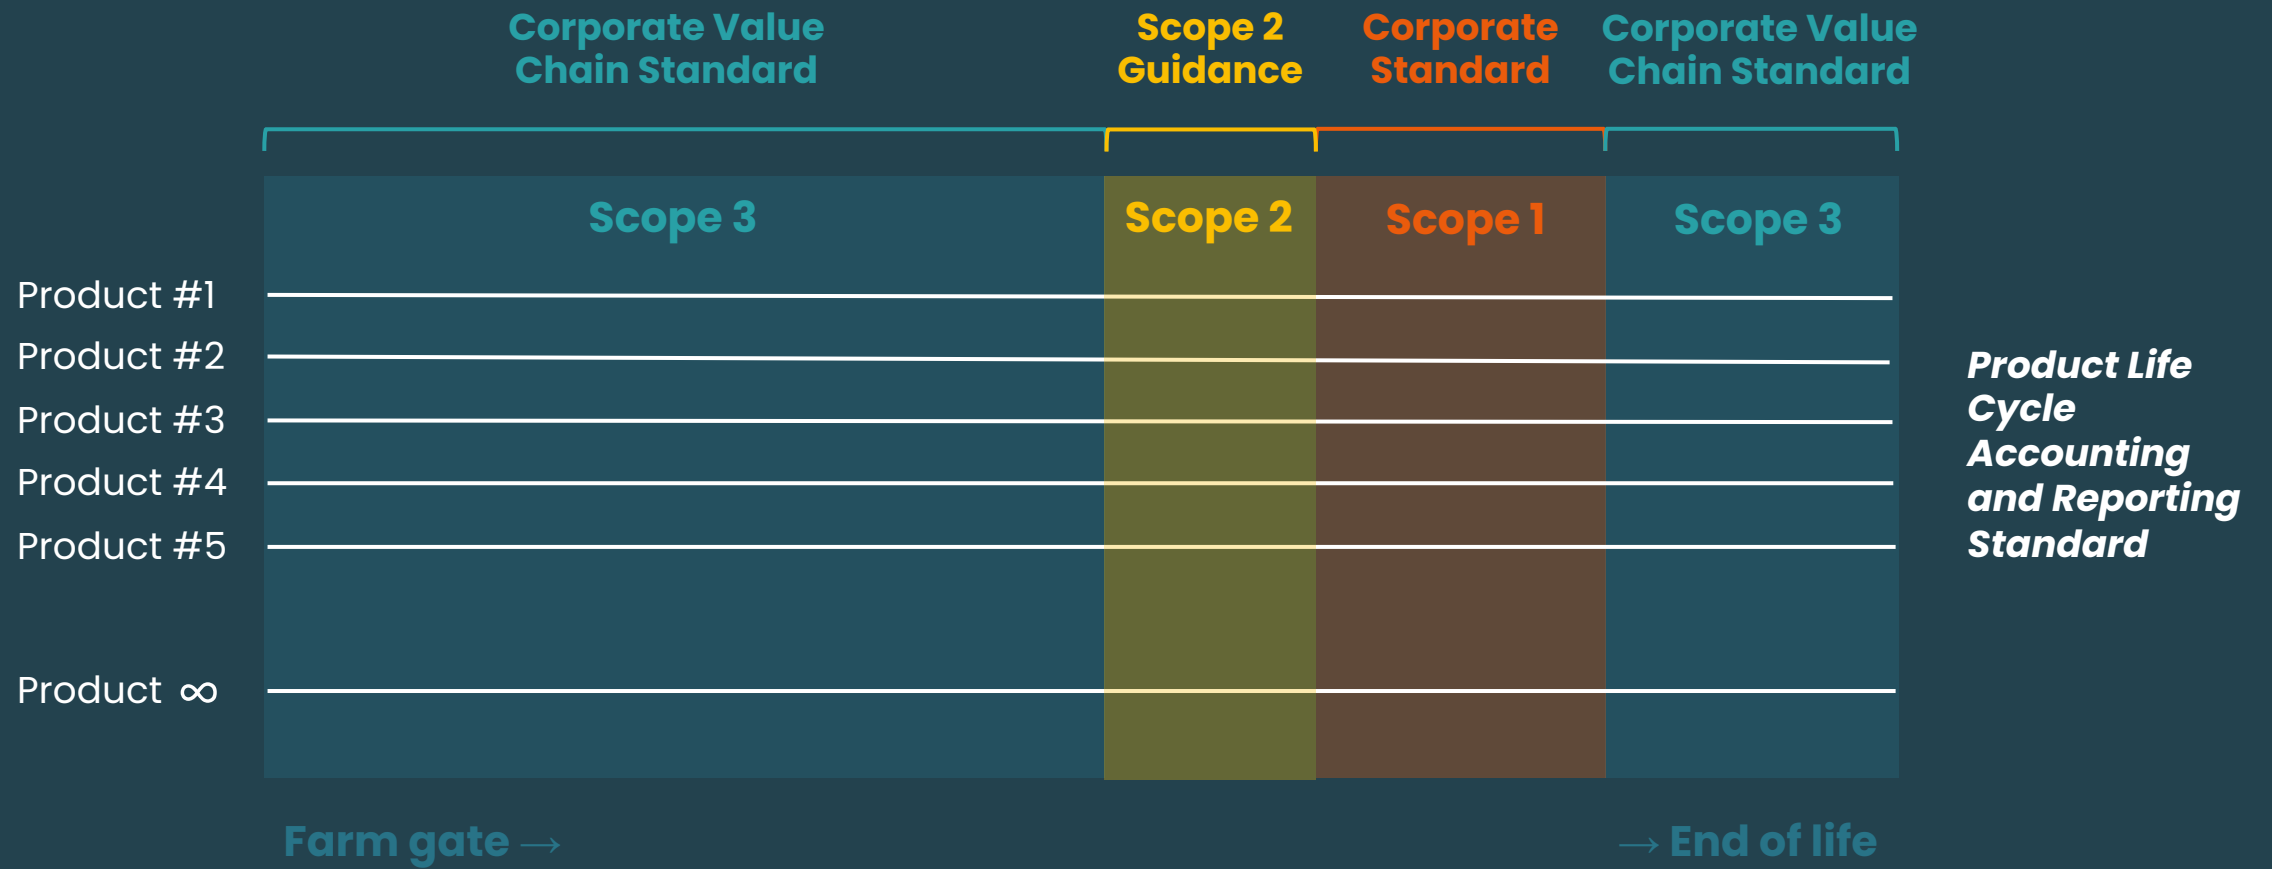 Corporate Value
Chain Standard
Scope 2
Guidance
Corporate
Standard
Corporate Value
Chain Standard
Scope 3
Scope 2
Scope 1
Scope 3
Product #1
Product #2
Product #3
Product #4
Product #5
Product ∞
Product Life
Cycle
Accounting
and Reporting
Standard
Farm gate →
→ End of life